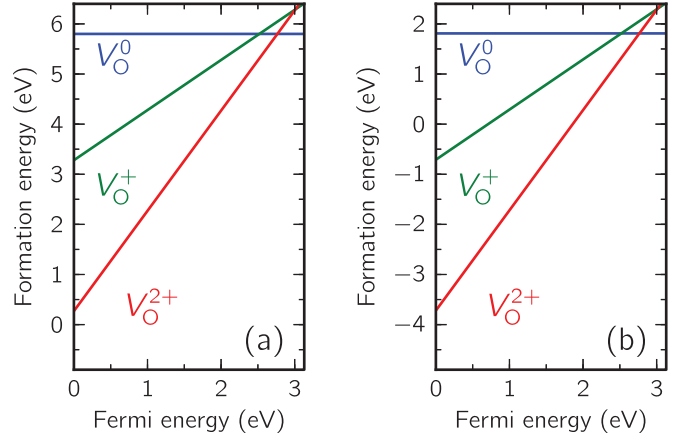 6
5
4
3
2
1
0
Formation energy (eV)
V_O^0
V_O^+
V_O^{2+}
(a)
0 1 2 3
Fermi energy (eV)
2
1
0
−1
−2
−3
−4
Formation energy (eV)
V_O^0
V_O^+
V_O^{2+}
(b)
0 1 2 3
Fermi energy (eV)